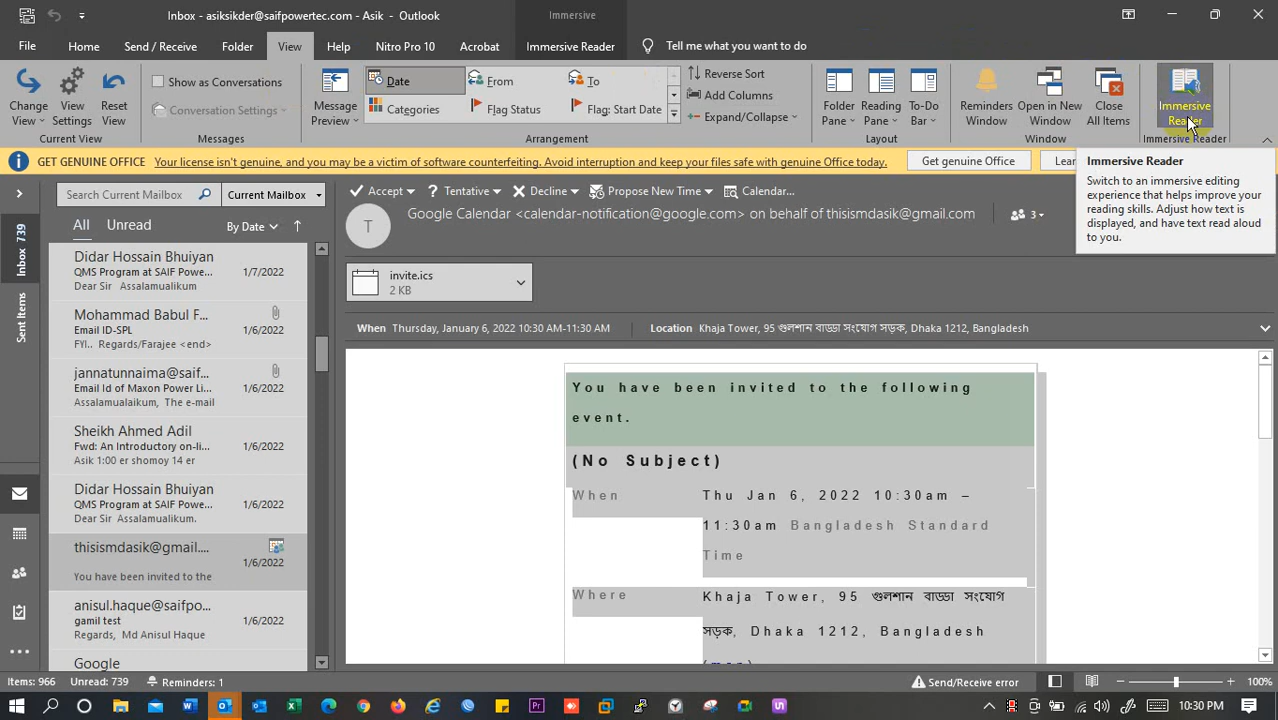 Inbox - asiksikder@saifpowertec.com - Asik - Outlook
Immersive
File Home Send / Receive Folder View Help Nitro Pro 10 Acrobat Immersive Reader Tell me what you want to do
Change View
View Settings
Reset View
Current View
Show as Conversations
Conversation Settings
Messages
Message Preview
Date From To
Categories Flag Status Flag: Start Date
Reverse Sort
Add Columns
Expand/Collapse
Arrangement
Folder Pane
Reading Pane
To-Do Bar
Layout
Reminders Window
Open in New Window
Close All Items
Window
Immersive Reader
Immersive Reader
GET GENUINE OFFICE Your license isn't genuine, and you may be a victim of software counterfeiting. Avoid interruption and keep your files safe with genuine Office today. Get genuine Office Lear
Immersive Reader
Switch to an immersive editing
experience that helps improve your
reading skills. Adjust how text is
displayed, and have text read aloud
to you.
Search Current Mailbox Current Mailbox
All Unread By Date
Inbox 739
Sent Items
Didar Hossain Bhuiyan
QMS Program at SAIF Powe... 1/7/2022
Dear Sir Assalamualikum
Mohammad Babul F...
Email ID-SPL 1/6/2022
FYI.. Regards/Farajee <end>
jannatunnaima@saif...
Email Id of Maxon Power Li... 1/6/2022
Assalamualaikum, The e-mail
Sheikh Ahmed Adil
Fwd: An Introductory on-li... 1/6/2022
Asik 1:00 er shomoy 14 er
Didar Hossain Bhuiyan
QMS Program at SAIF Powe... 1/6/2022
Dear Sir Assalamualikum.
thisismdasik@gmail....
1/6/2022
You have been invited to the
anisul.haque@saifpo...
gamil test 1/6/2022
Regards, Md Anisul Haque
Google
Accept Tentative Decline Propose New Time Calendar...
T
Google Calendar <calendar-notification@google.com> on behalf of thisismdasik@gmail.com 3
invite.ics
2 KB
When Thursday, January 6, 2022 10:30 AM-11:30 AM Location Khaja Tower, 95 গুলশান বাড্ডা সংযোগ সড়ক, Dhaka 1212, Bangladesh
You have been invited to the following
event.
(No Subject)
When Thu Jan 6, 2022 10:30am –
11:30am Bangladesh Standard
Time
Where Khaja Tower, 95 গুলশান বাড্ডা সংযোগ
সড়ক, Dhaka 1212, Bangladesh
(map)
Items: 966 Unread: 739 Reminders: 1 Send/Receive error 100%
10:30 PM